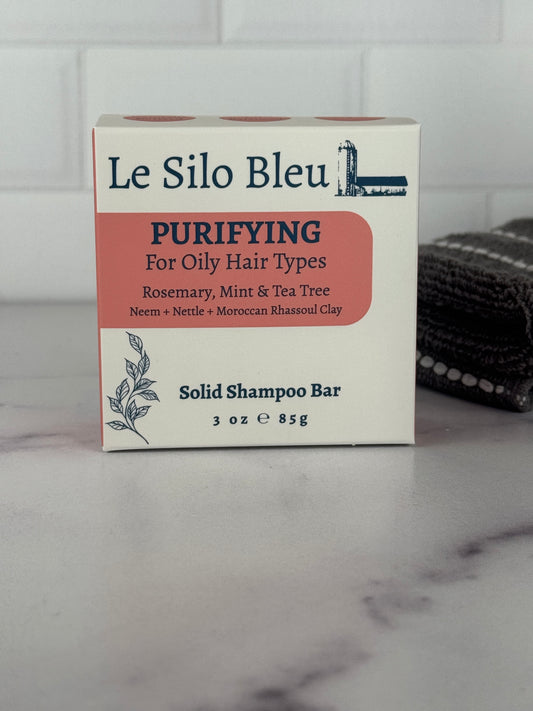 Le Silo Bleu
PURIFYING
For Oily Hair Types
Rosemary, Mint & Tea Tree
Neem + Nettle + Moroccan Rhassoul Clay
Solid Shampoo Bar
3 oz ℮ 85g